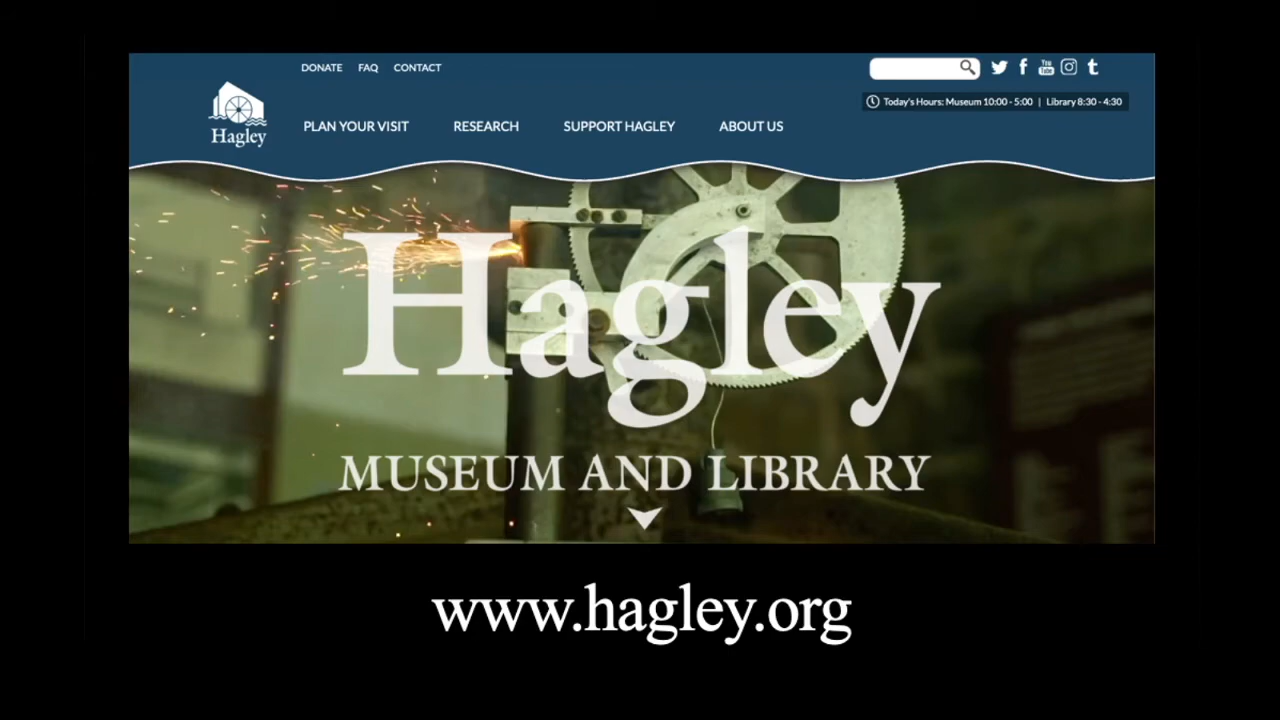 DONATE FAQ CONTACT
Today's Hours: Museum 10:00 - 5:00 | Library 8:30 - 4:30
Hagley
PLAN YOUR VISIT RESEARCH SUPPORT HAGLEY ABOUT US
Hagley
MUSEUM AND LIBRARY
www.hagley.org